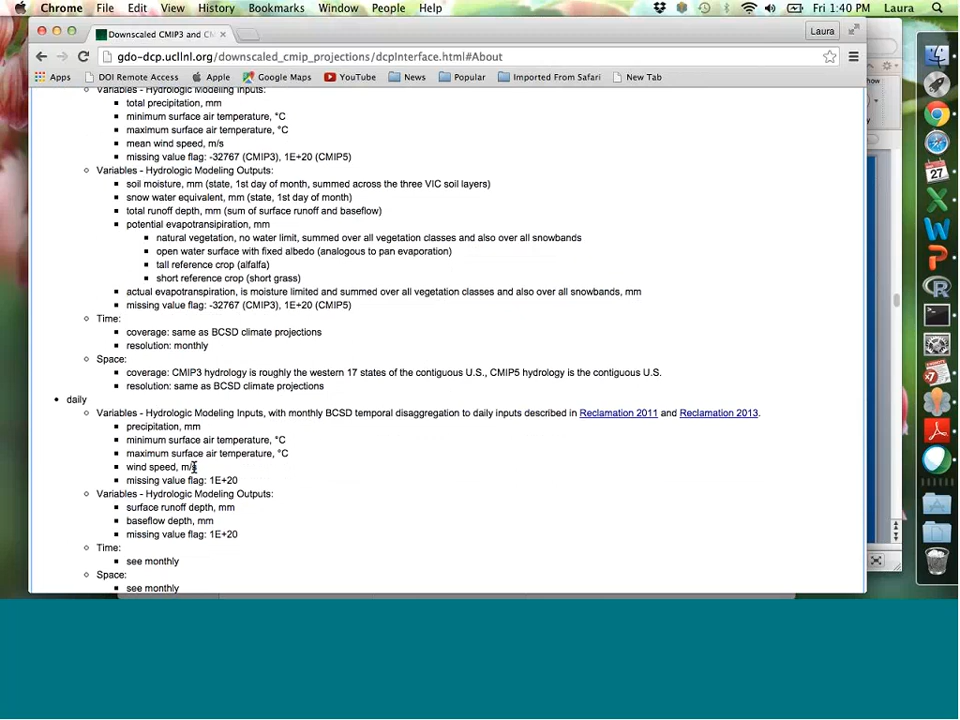 Chrome File Edit View History Bookmarks Window People Help Fri 1:40 PM Laura
Downscaled CMIP3 and CM × Laura
gdo-dcp.ucllnl.org/downscaled_cmip_projections/dcpInterface.html#About
Apps DOI Remote Access Apple Google Maps YouTube News Popular Imported From Safari New Tab
Variables - Hydrologic Modeling Inputs:
total precipitation, mm
minimum surface air temperature, °C
maximum surface air temperature, °C
mean wind speed, m/s
missing value flag: -32767 (CMIP3), 1E+20 (CMIP5)
Variables - Hydrologic Modeling Outputs:
soil moisture, mm (state, 1st day of month, summed across the three VIC soil layers)
snow water equivalent, mm (state, 1st day of month)
total runoff depth, mm (sum of surface runoff and baseflow)
potential evapotranspiration, mm
natural vegetation, no water limit, summed over all vegetation classes and also over all snowbands
open water surface with fixed albedo (analogous to pan evaporation)
tall reference crop (alfalfa)
short reference crop (short grass)
actual evapotranspiration, is moisture limited and summed over all vegetation classes and also over all snowbands, mm
missing value flag: -32767 (CMIP3), 1E+20 (CMIP5)
Time:
coverage: same as BCSD climate projections
resolution: monthly
Space:
coverage: CMIP3 hydrology is roughly the western 17 states of the contiguous U.S., CMIP5 hydrology is the contiguous U.S.
resolution: same as BCSD climate projections
daily
Variables - Hydrologic Modeling Inputs, with monthly BCSD temporal disaggregation to daily inputs described in Reclamation 2011 and Reclamation 2013.
precipitation, mm
minimum surface air temperature, °C
maximum surface air temperature, °C
wind speed, m/s
missing value flag: 1E+20
Variables - Hydrologic Modeling Outputs:
surface runoff depth, mm
baseflow depth, mm
missing value flag: 1E+20
Time:
see monthly
Space:
see monthly
27